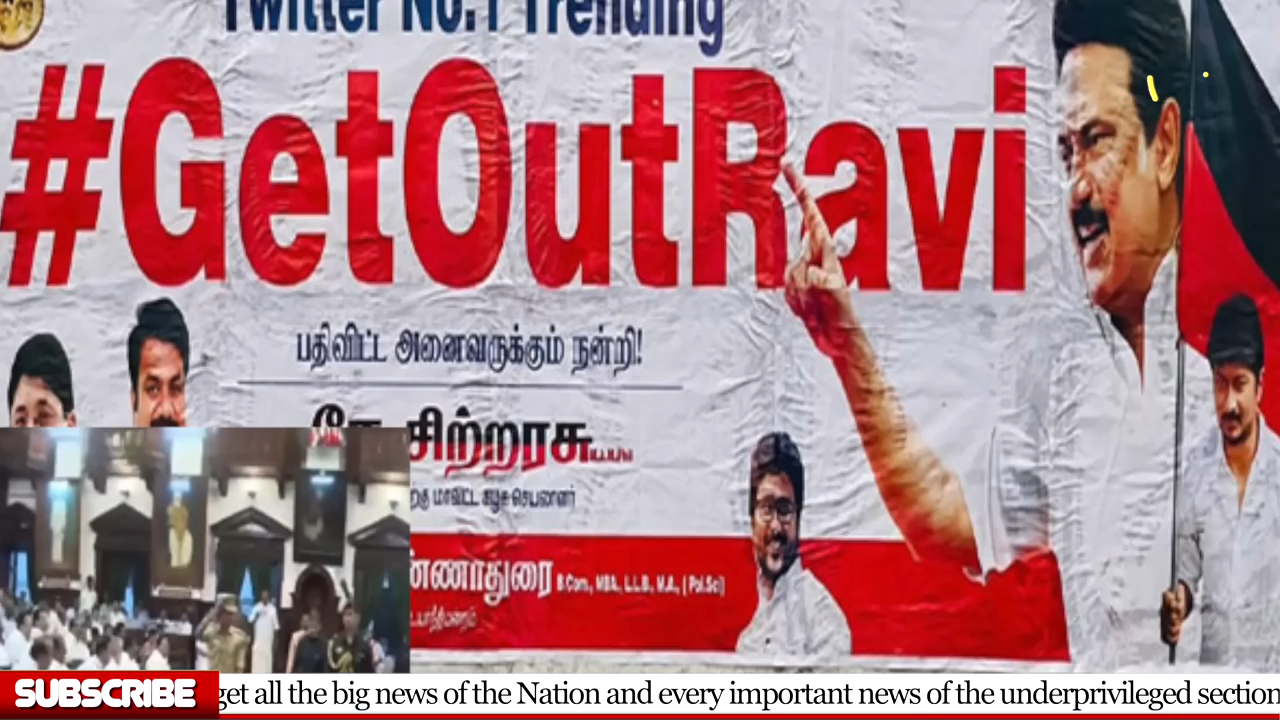 Twitter No.1 Trending
#GetOutRavi
பதிவிட்ட அனைவருக்கும் நன்றி!
சிற்றரசு
ண்ணாதுரை B.Com., MBA., L.L.B., M.A., (Pol.Sci)
SUBSCRIBE get all the big news of the Nation and every important news of the underprivileged section